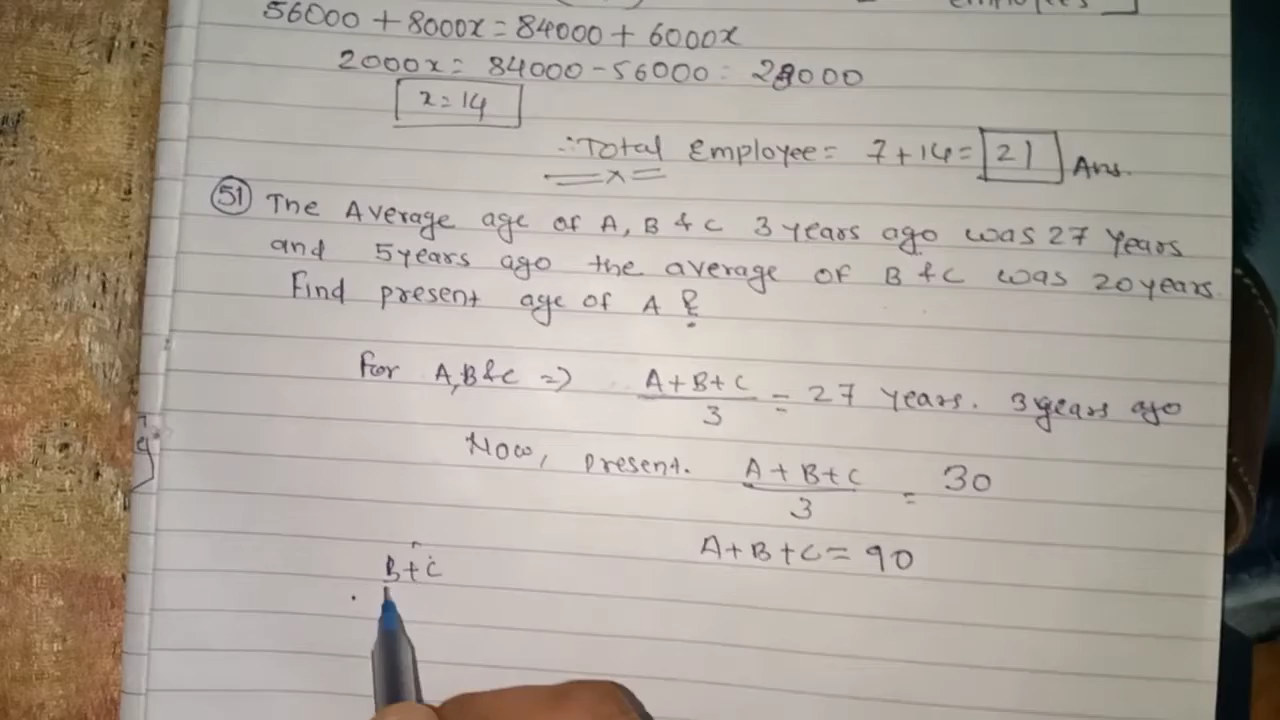 employees ]
56000 + 8000x = 84000 + 6000x
2000x = 84000 - 56000 = 28000
x = 14
∴ Total Employee = 7 + 14 = 21 Ans.
= x =
(51) The Average age of A, B & C 3 years ago was 27 years
and 5 years ago the average of B & C was 20 years.
Find present age of A ?
For A, B & C => A + B + C / 3 = 27 years. 3 years ago
Now, present. A + B + C / 3 = 30
A + B + C = 90
B + C